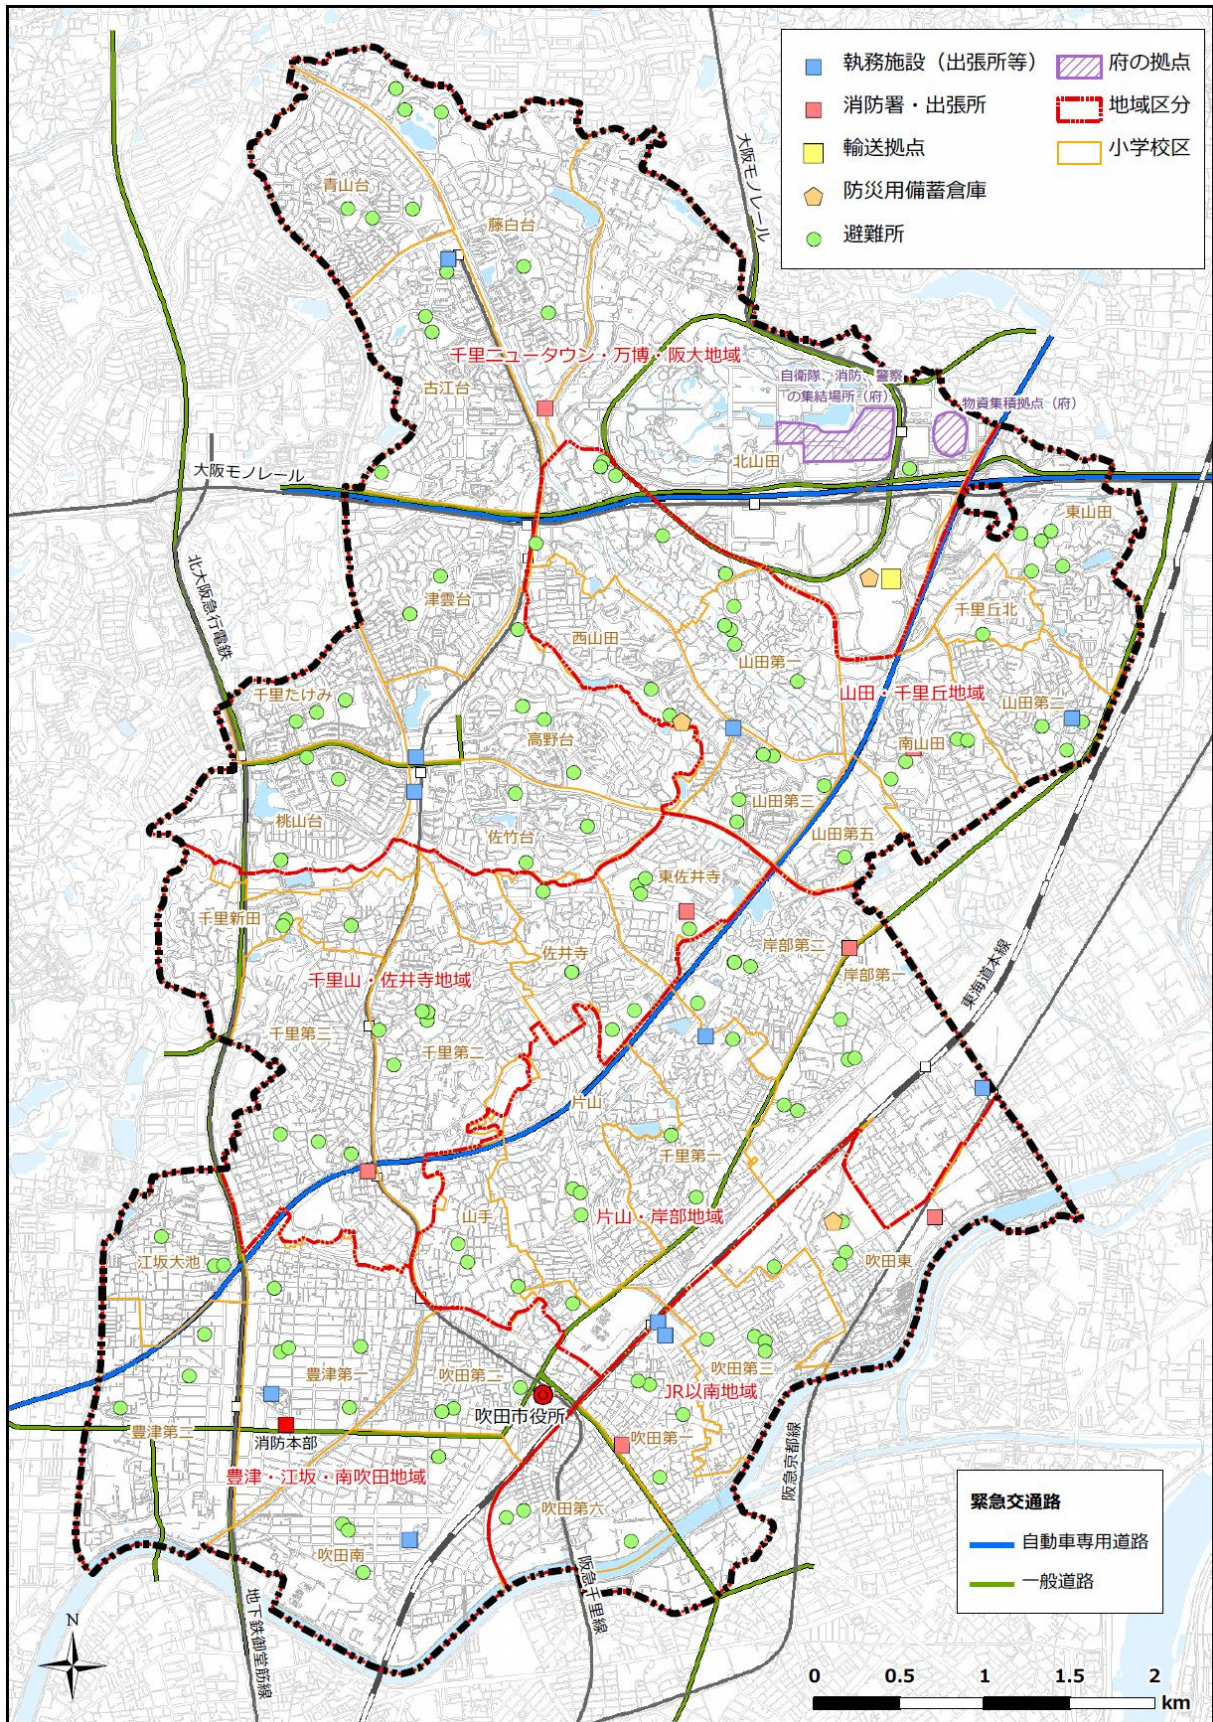 執務施設（出張所等）
消防署・出張所
輸送拠点
防災用備蓄倉庫
避難所
府の拠点
地域区分
小学校区
大阪モノレール
青山台
藤白台
千里ニュータウン・万博・阪大地域
古江台
自衛隊、消防、警察
の集結場所（府）
物資集積拠点（府）
北山田
大阪モノレール
東山田
北大阪急行電鉄
津雲台
西山田
千里丘北
山田第一
山田・千里丘地域
千里たけみ
山田第二
高野台
南山田
桃山台
佐竹台
山田第三
山田第五
東佐井寺
千里新田
佐井寺
岸部第二
岸部第一
東海道本線
千里山・佐井寺地域
千里第三
千里第二
片山
千里第一
山手
片山・岸部地域
江坂大池
吹田東
豊津第一
吹田第二
吹田第三
JR以南地域
吹田市役所
豊津第二
消防本部
吹田第一
豊津・江坂・南吹田地域
阪急京都線
吹田第六
吹田南
阪急千里線
地下鉄御堂筋線
緊急交通路
自動車専用道路
一般道路
N
0 0.5 1 1.5 2
km